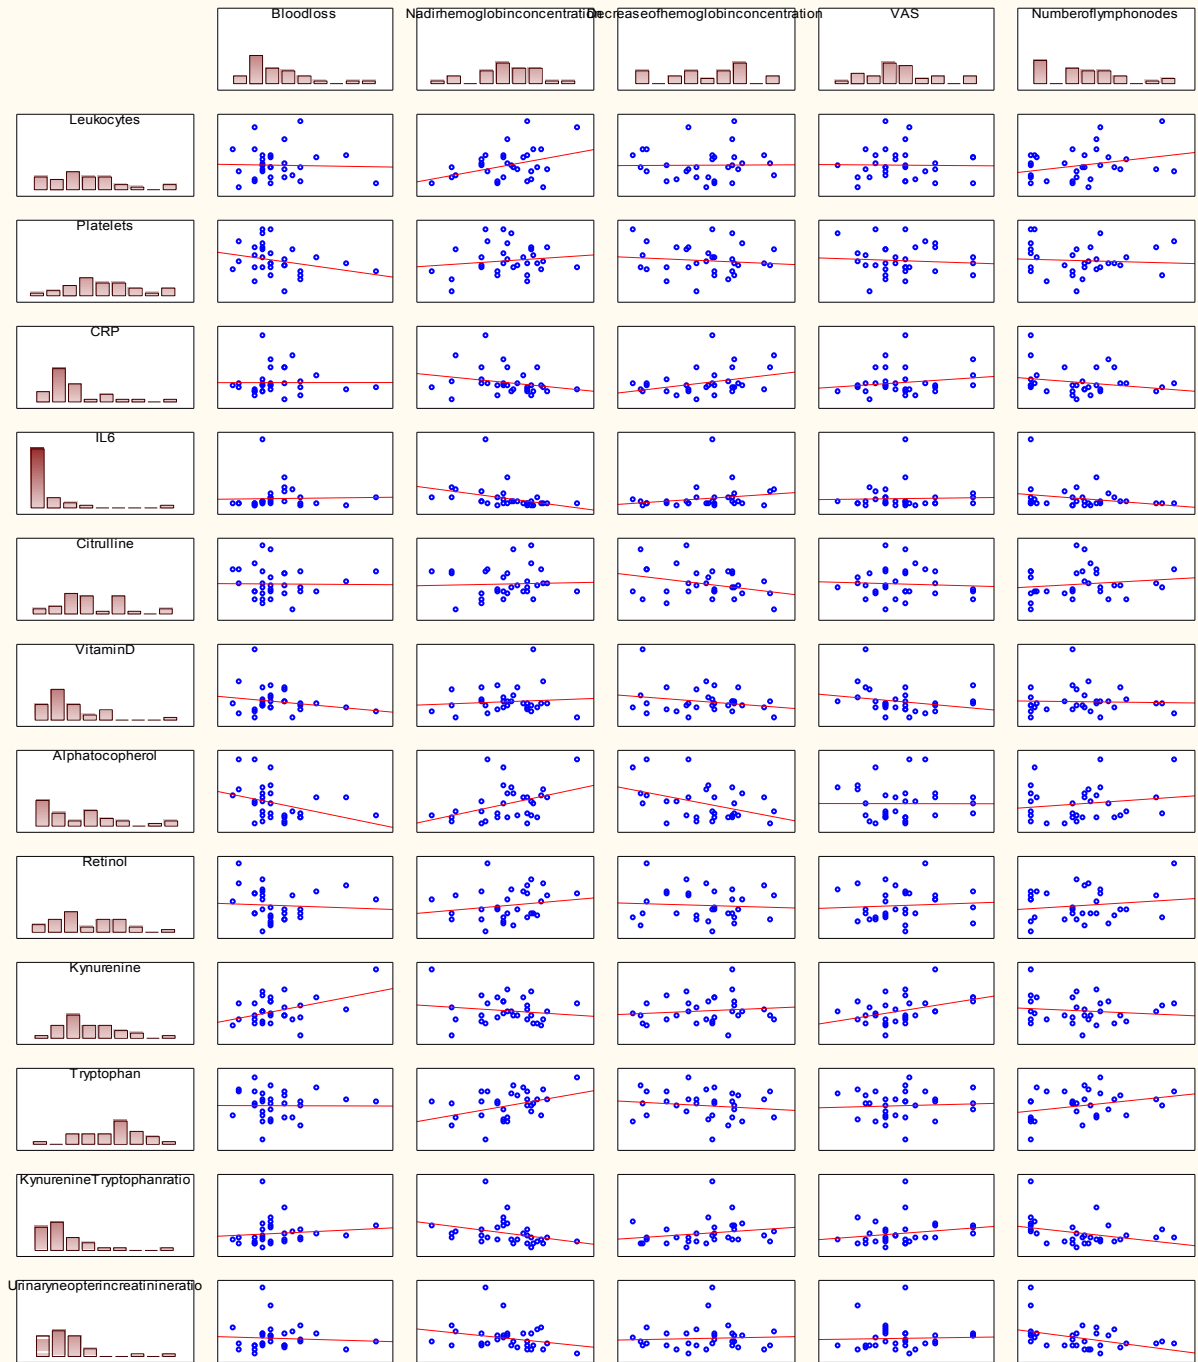 Bloodloss
Nadirhemoglobinconcentration
Decreaseofhemoglobinconcentration
VAS
Numberoflymphonodes
Leukocytes
Platelets
CRP
IL6
Citrulline
VitaminD
Alphatocopherol
Retinol
Kynurenine
Tryptophan
KynurenineTryptophanratio
Urinaryneopterincreatinineratio